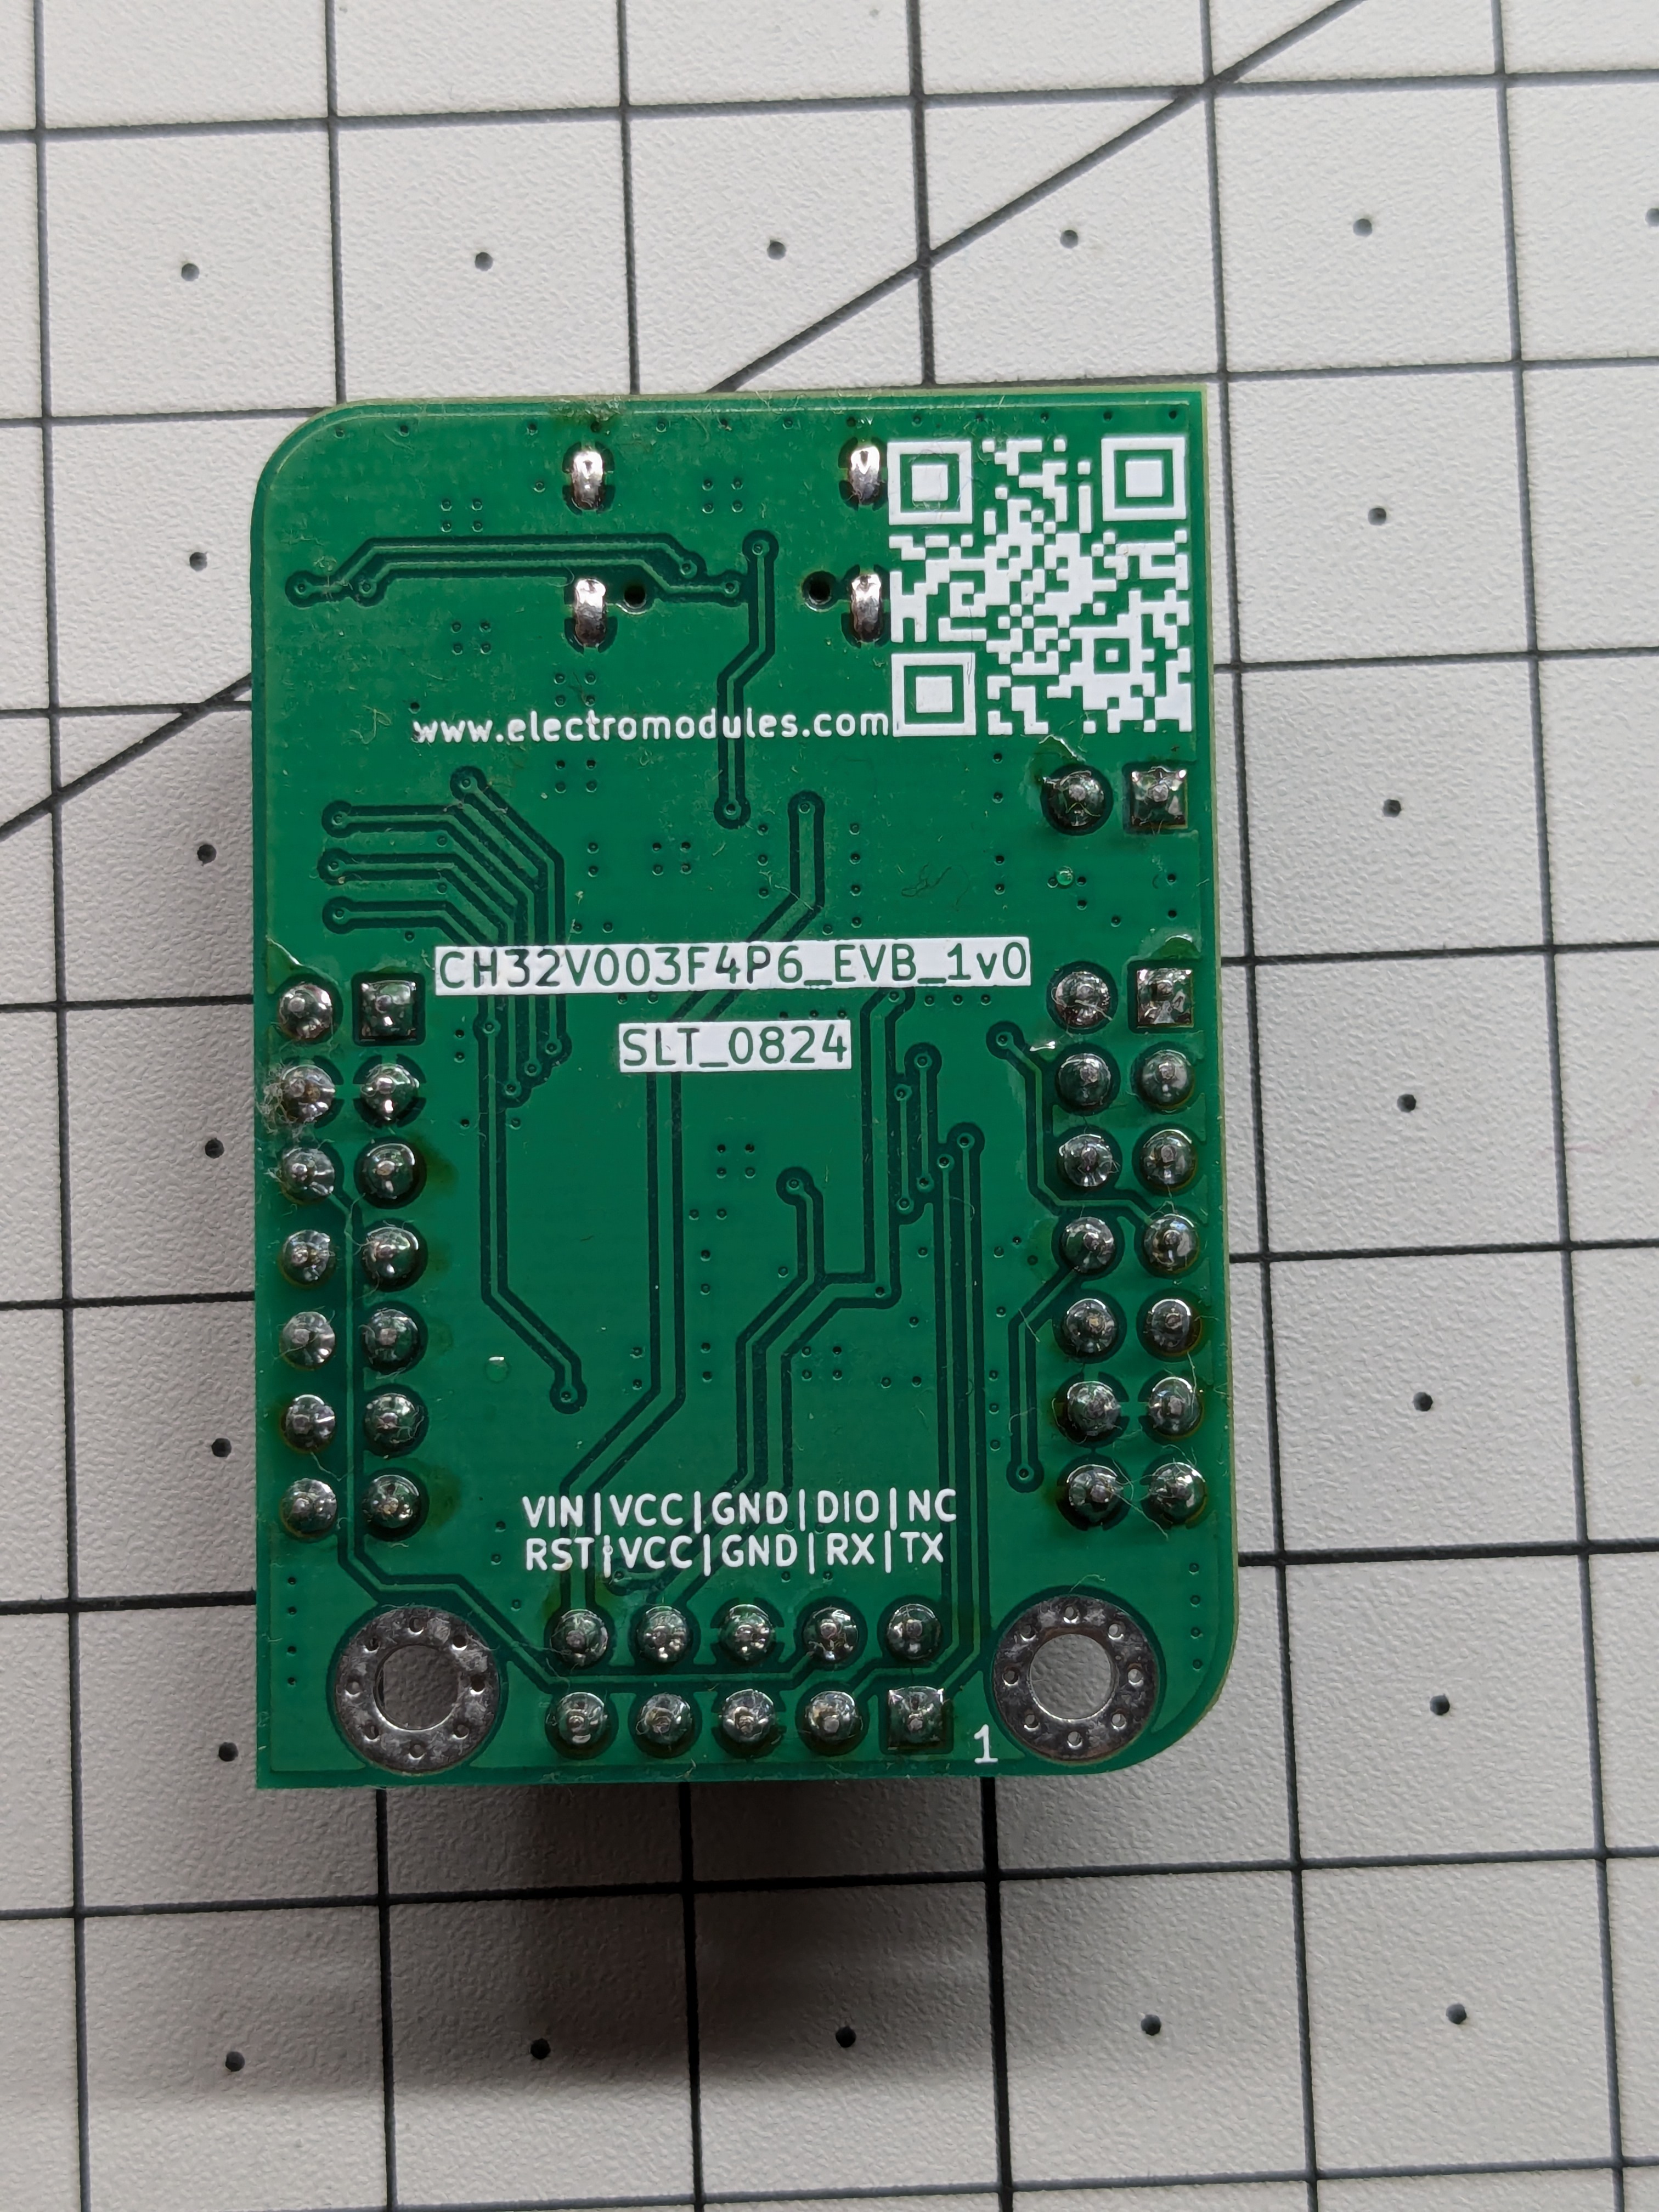 www.electromodules.com
CH32V003F4P6_EVB_1v0
SLT_0824
VIN|VCC|GND|DIO|NC
RST|VCC|GND|RX|TX
1